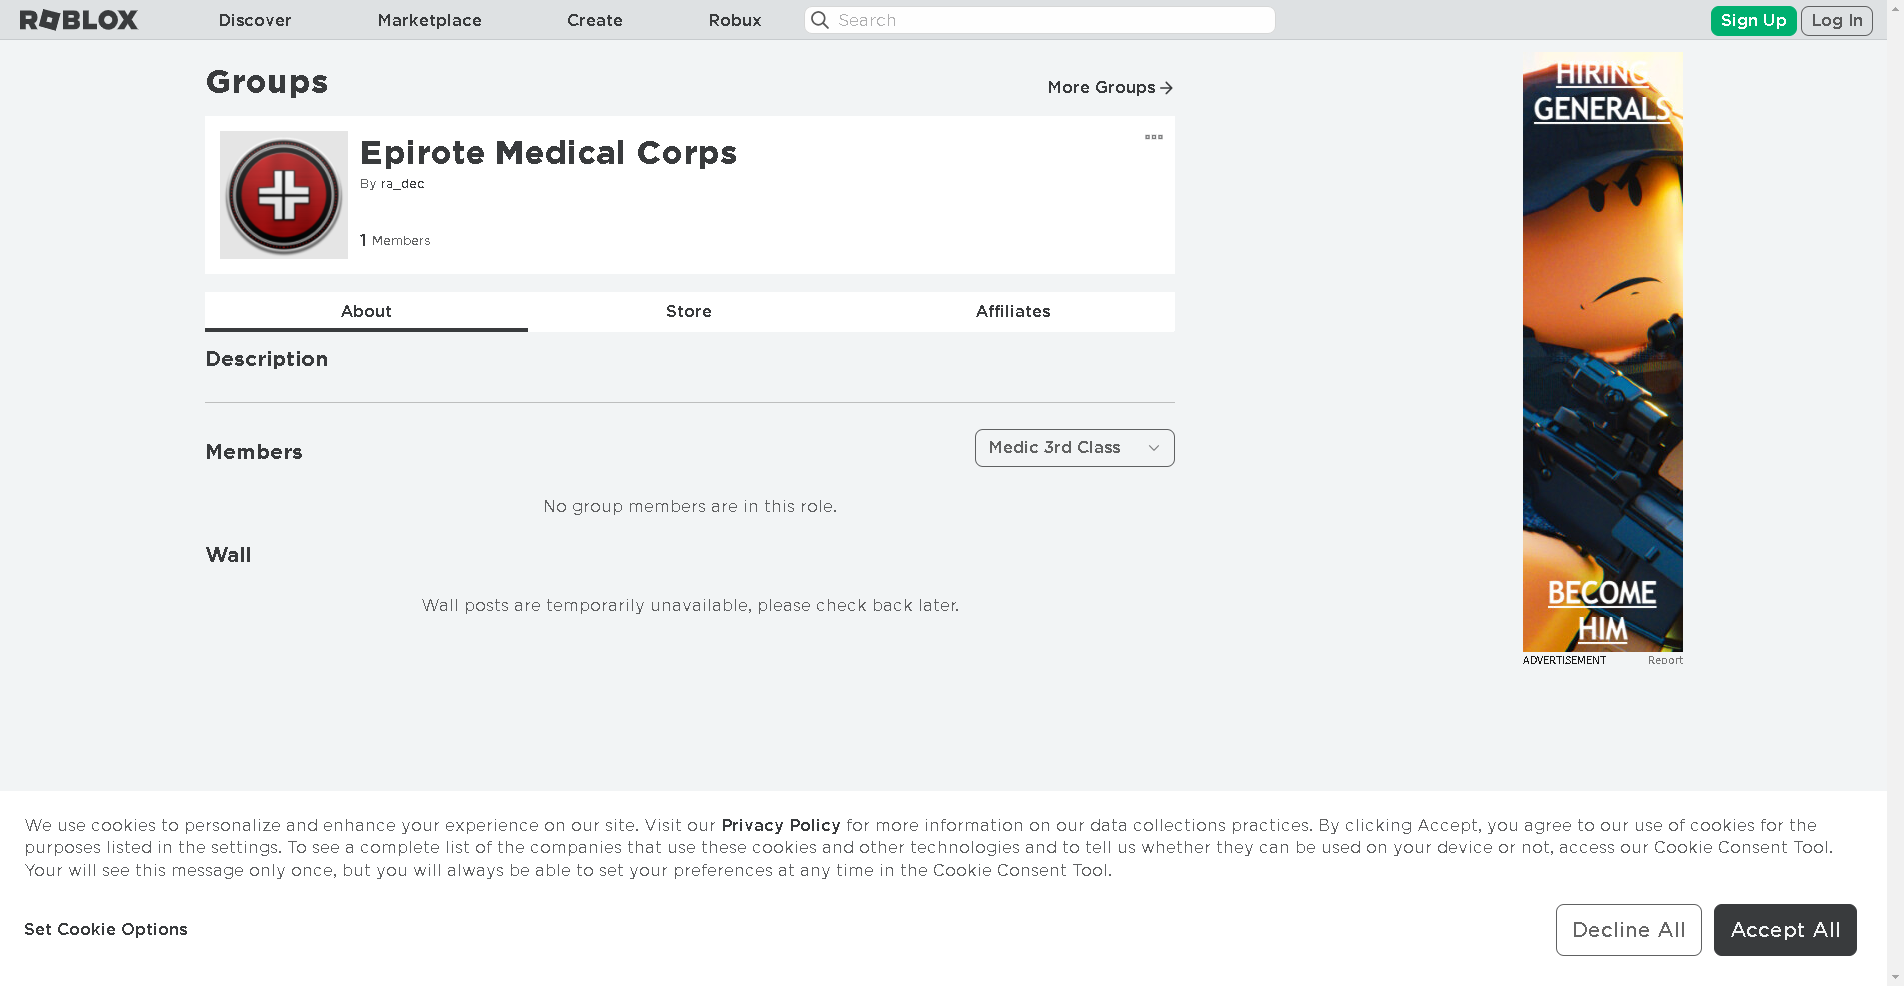 ROBLOX
Discover
Marketplace
Create
Robux
Search
Sign Up
Log In
Groups
More Groups
Epirote Medical Corps
By ra_dec
1 Members
About
Store
Affiliates
Description
Members
Medic 3rd Class
No group members are in this role.
Wall
Wall posts are temporarily unavailable, please check back later.
HIRING
GENERALS
BECOME
HIM
ADVERTISEMENT
Report
We use cookies to personalize and enhance your experience on our site. Visit our Privacy Policy for more information on our data collections practices. By clicking Accept, you agree to our use of cookies for the
purposes listed in the settings. To see a complete list of the companies that use these cookies and other technologies and to tell us whether they can be used on your device or not, access our Cookie Consent Tool.
Your will see this message only once, but you will always be able to set your preferences at any time in the Cookie Consent Tool.
Set Cookie Options
Decline All
Accept All